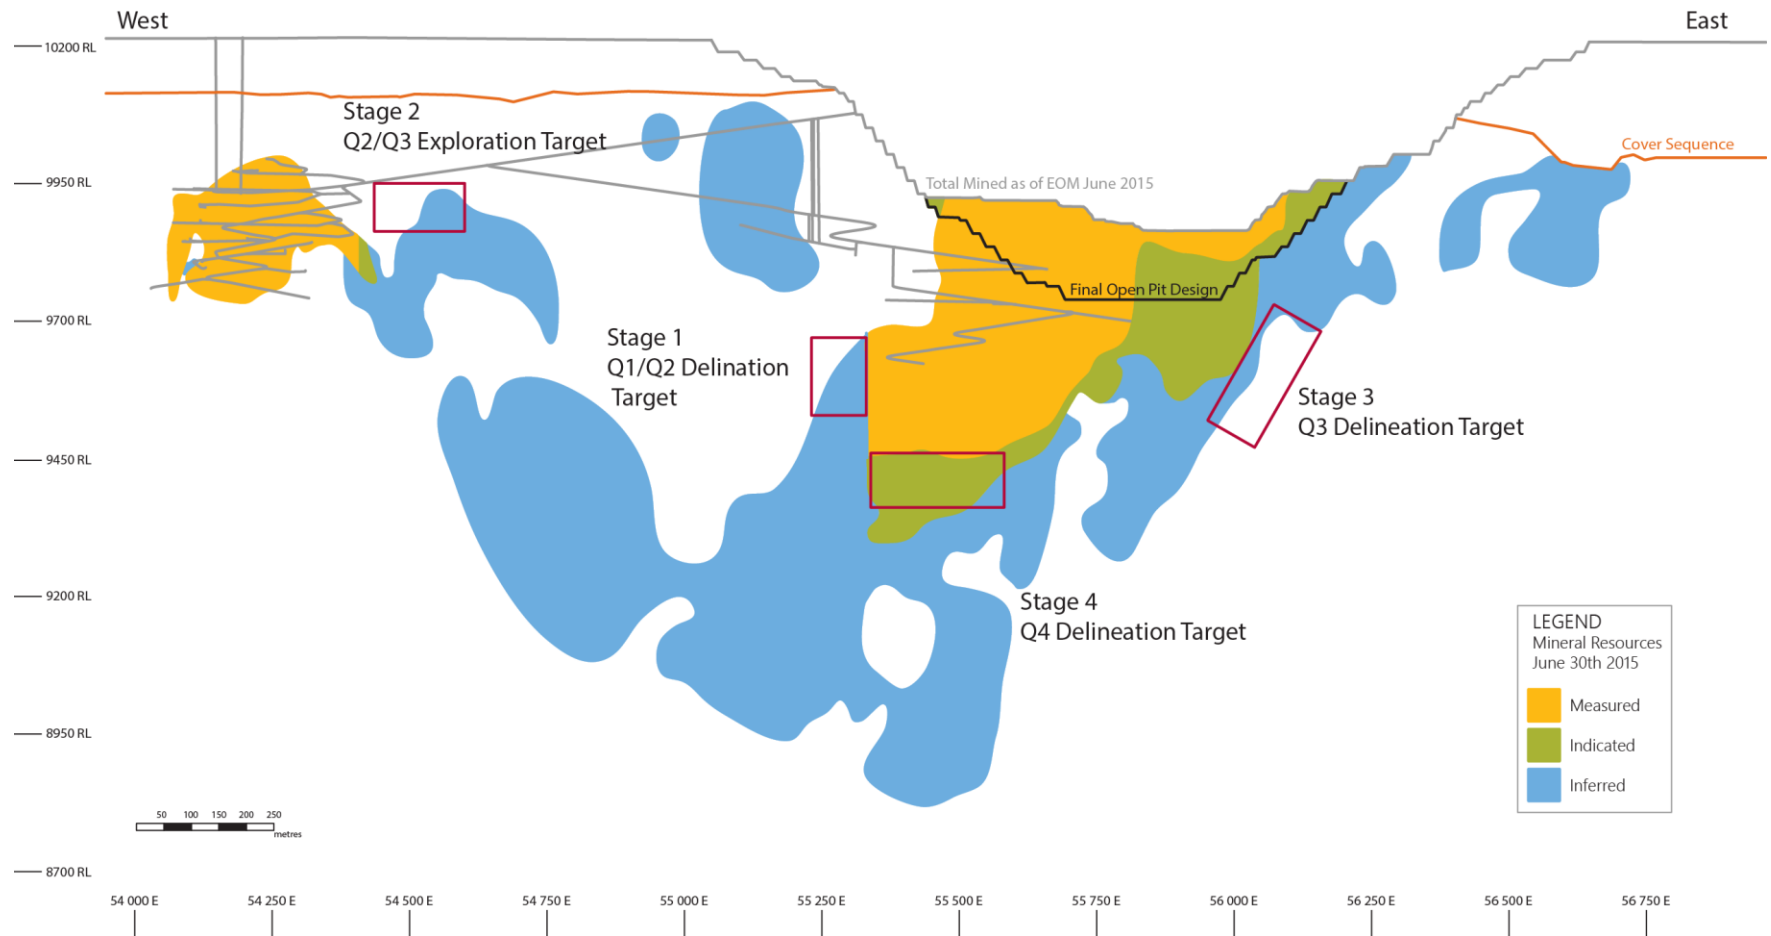 West
East
10200 RL
Stage 2
Q2/Q3 Exploration Target
Cover Sequence
9950 RL
Total Mined as of EOM June 2015
Final Open Pit Design
9700 RL
Stage 1
Q1/Q2 Delination
Target
Stage 3
Q3 Delineation Target
9450 RL
9200 RL
Stage 4
Q4 Delineation Target
LEGEND
Mineral Resources
June 30th 2015
Measured
Indicated
Inferred
8950 RL
50 100 150 200 250
metres
8700 RL
54 000 E 54 250 E 54 500 E 54 750 E 55 000 E 55 250 E 55 500 E 55 750 E 56 000 E 56 250 E 56 500 E 56 750 E